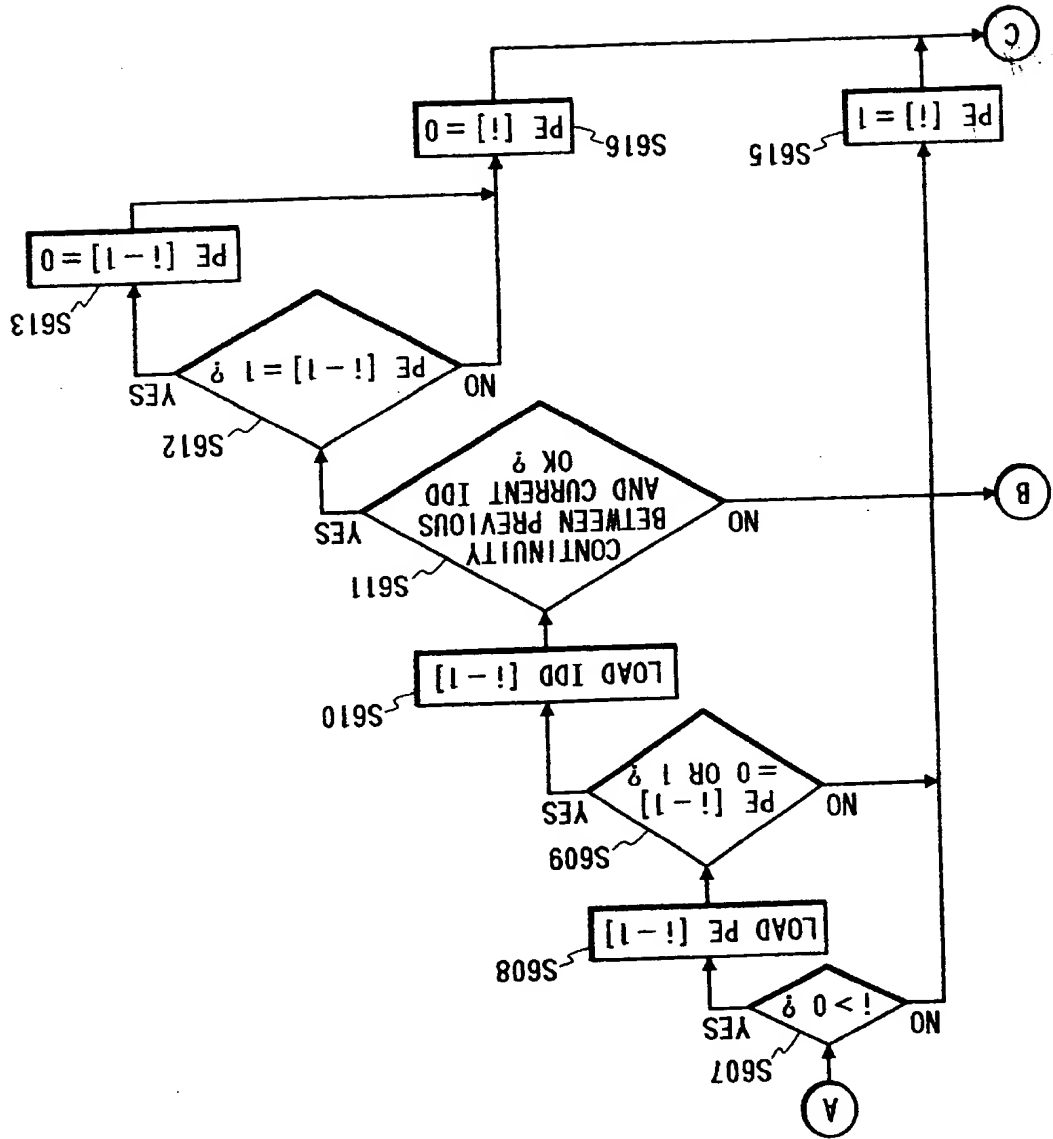 A
S607
i > 0 ?
NO
YES
S608
LOAD PE [i - 1]
S609
PE [i - 1]
= 0 OR 1 ?
NO
YES
S610
LOAD IDD [i - 1]
S611
CONTINUITY
BETWEEN PREVIOUS
AND CURRENT IDD
OK ?
NO
YES
B
S612
PE [i - 1] = 1 ?
NO
YES
S613
PE [i - 1] = 0
S615
PE [i] = 1
S616
PE [i] = 0
C